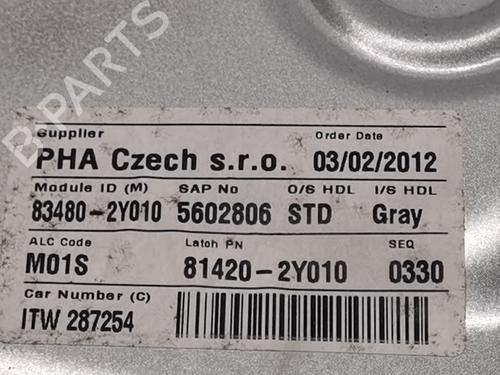 B-PARTS
Supplier Order Date
PHA Czech s.r.o. 03/02/2012
Module ID (M) SAP No O/S HDL I/S HDL
83480-2Y010 5602806 STD Gray
ALC Code Latch PN SEQ
M01S 81420-2Y010 0330
Car Number (C)
ITW 287254